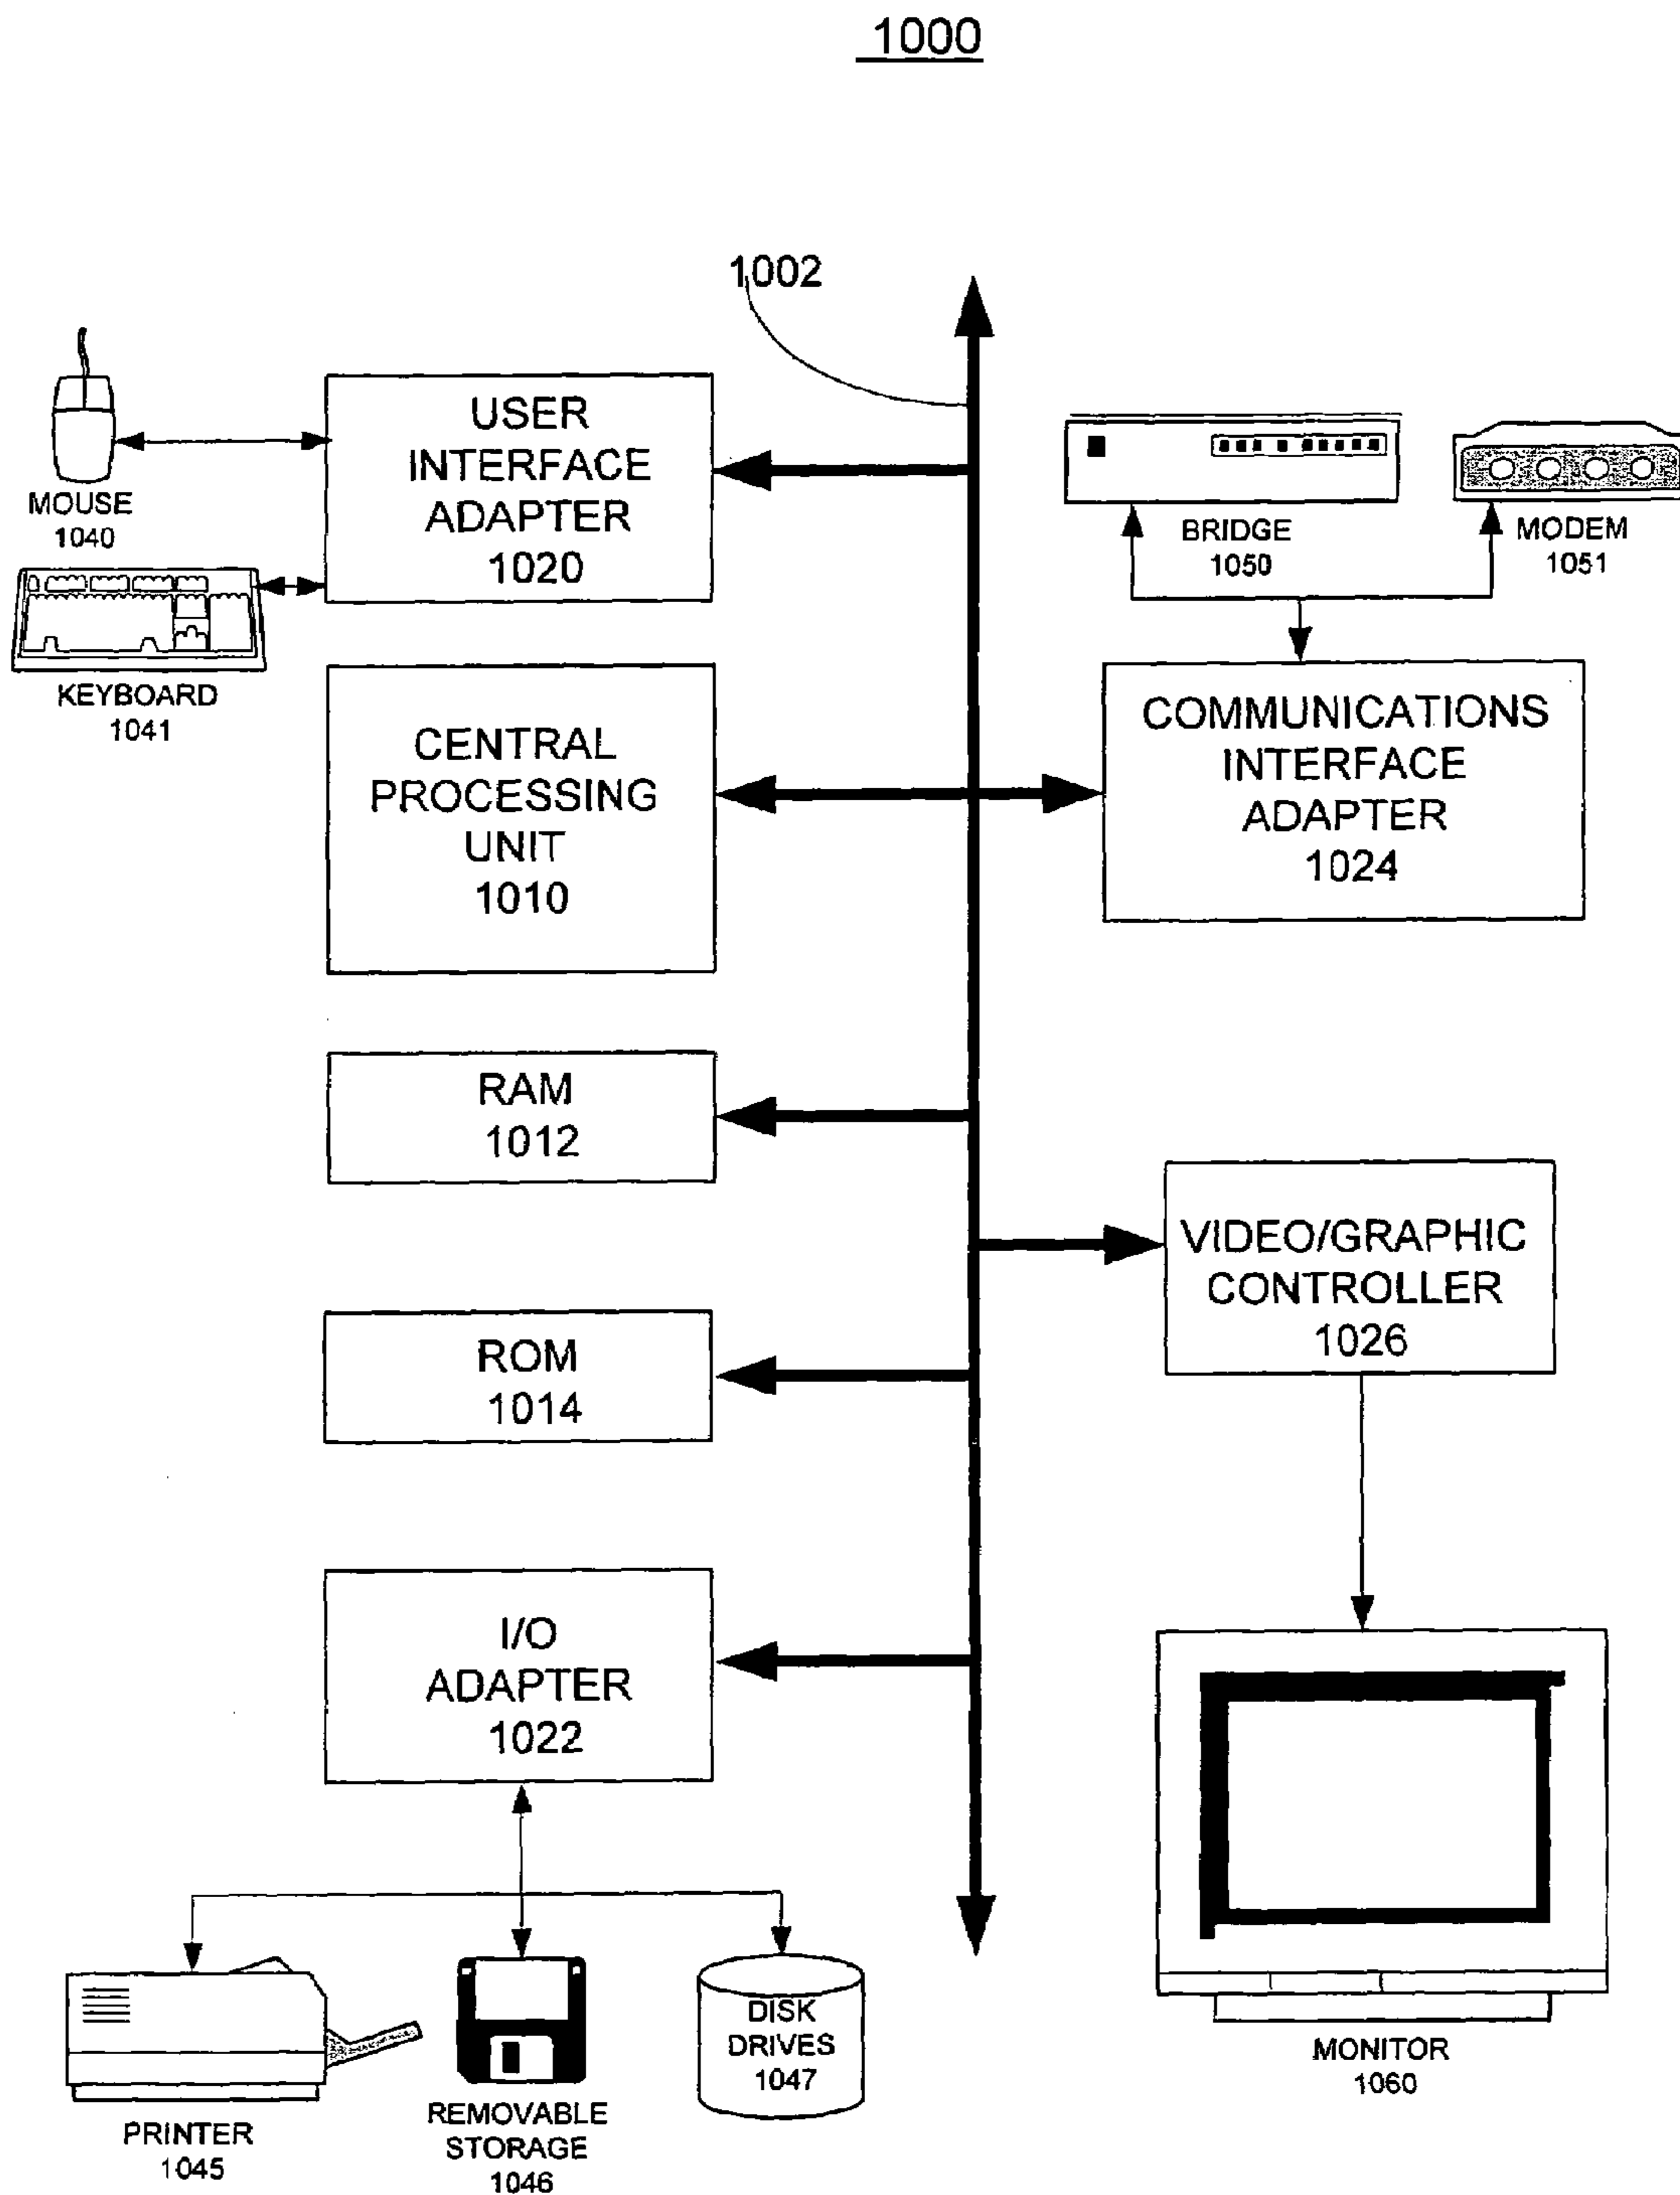 1000
1002
USER
INTERFACE
ADAPTER
1020
MOUSE
1040
KEYBOARD
1041
BRIDGE
1050
MODEM
1051
CENTRAL
PROCESSING
UNIT
1010
COMMUNICATIONS
INTERFACE
ADAPTER
1024
RAM
1012
VIDEO/GRAPHIC
CONTROLLER
1026
ROM
1014
I/O
ADAPTER
1022
PRINTER
1045
REMOVABLE
STORAGE
1046
DISK
DRIVES
1047
MONITOR
1060